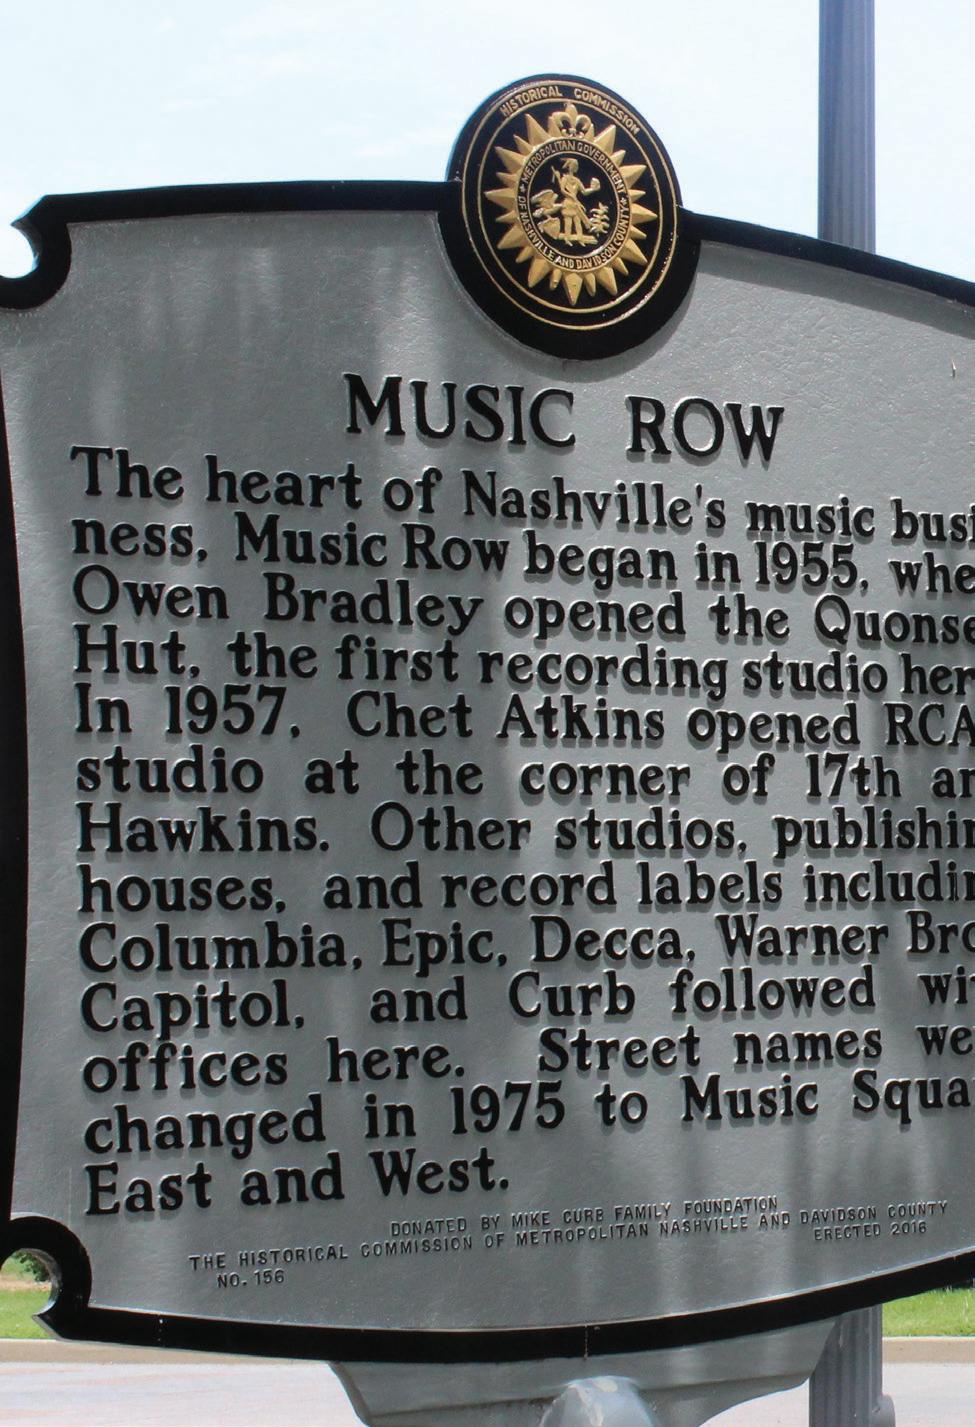 HISTORICAL COMMISSION
METROPOLITAN GOVERNMENT
OF NASHVILLE AND DAVIDSON COUNTY
MUSIC ROW
The heart of Nashville's music busi
ness, Music Row began in 1955, whe
Owen Bradley opened the Quonse
Hut, the first recording studio her
In 1957, Chet Atkins opened RCA
studio at the corner of 17th an
Hawkins. Other studios, publishin
houses, and record labels includin
Columbia, Epic, Decca, Warner Bro
Capitol, and Curb followed wi
offices here. Street names we
changed in 1975 to Music Squa
East and West.
DONATED BY MIKE CURB FAMILY FOUNDATION
THE HISTORICAL COMMISSION OF METROPOLITAN NASHVILLE AND DAVIDSON COUNTY
NO. 156 ERECTED 2016